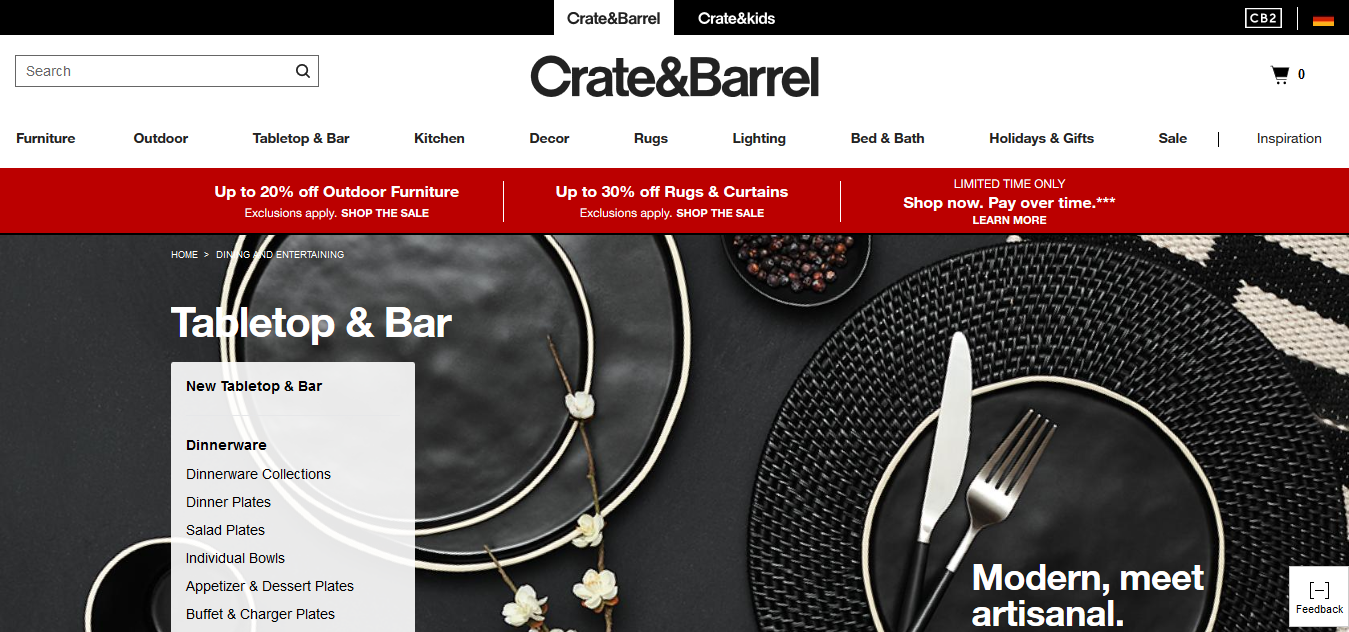 Crate&Barrel
Crate&kids
CB2
Search
Crate&Barrel
0
Furniture
Outdoor
Tabletop & Bar
Kitchen
Decor
Rugs
Lighting
Bed & Bath
Holidays & Gifts
Sale
Inspiration
Up to 20% off Outdoor Furniture
Exclusions apply. SHOP THE SALE
Up to 30% off Rugs & Curtains
Exclusions apply. SHOP THE SALE
LIMITED TIME ONLY
Shop now. Pay over time.***
LEARN MORE
HOME > DINING AND ENTERTAINING
Tabletop & Bar
New Tabletop & Bar
Dinnerware
Dinnerware Collections
Dinner Plates
Salad Plates
Individual Bowls
Appetizer & Dessert Plates
Buffet & Charger Plates
Modern, meet
artisanal.
Feedback